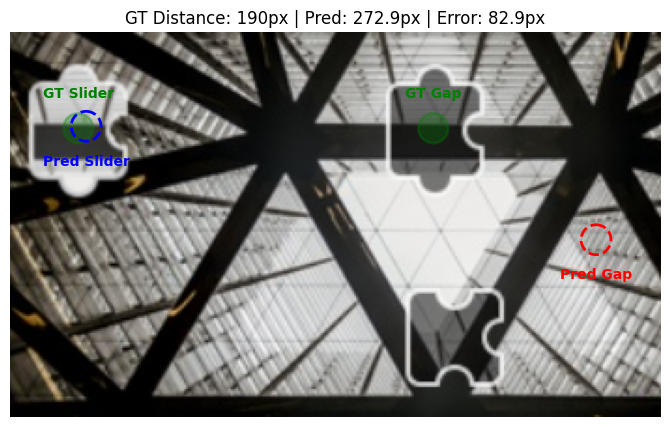 GT Distance: 190px | Pred: 272.9px | Error: 82.9px
GT Slider
GT Gap
Pred Slider
Pred Gap